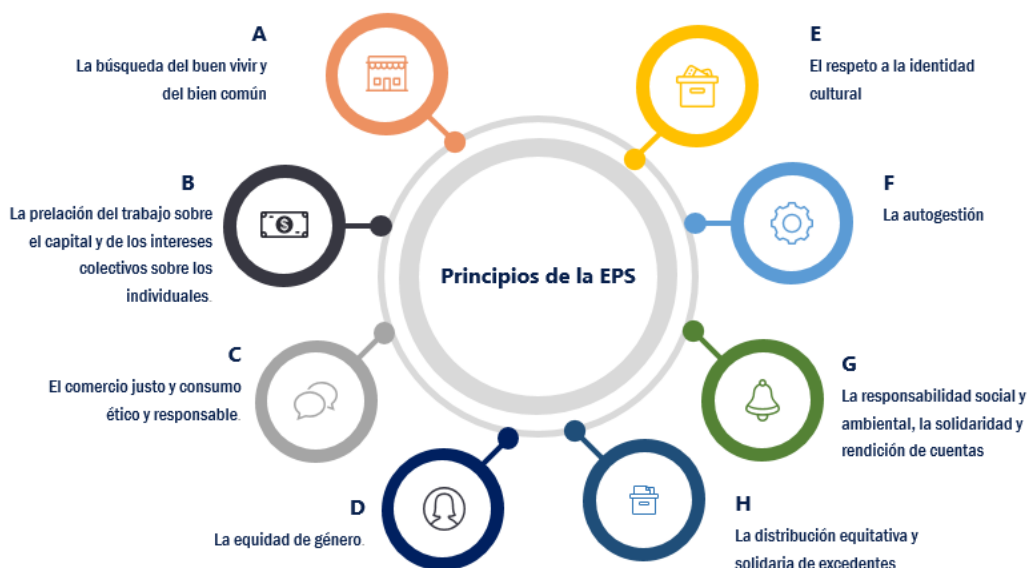 Principios de la EPS
A
La búsqueda del buen vivir y
del bien común
B
La prelación del trabajo sobre
el capital y de los intereses
colectivos sobre los
individuales.
C
El comercio justo y consumo
ético y responsable.
D
La equidad de género.
E
El respeto a la identidad
cultural
F
La autogestión
G
La responsabilidad social y
ambiental, la solidaridad y
rendición de cuentas
H
La distribución equitativa y
solidaria de excedentes
$